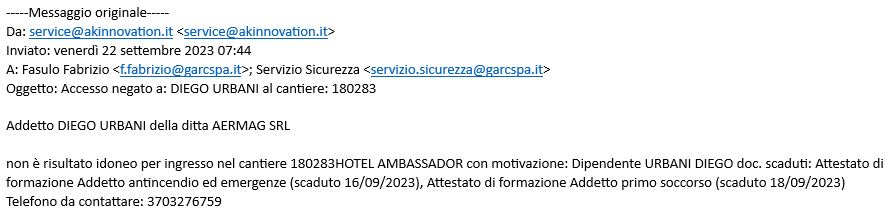 -----Messaggio originale-----
Da: service@akinnovation.it <service@akinnovation.it>
Inviato: venerdì 22 settembre 2023 07:44
A: Fasulo Fabrizio <f.fabrizio@garcspa.it>; Servizio Sicurezza <servizio.sicurezza@garcspa.it>
Oggetto: Accesso negato a: DIEGO URBANI al cantiere: 180283
Addetto DIEGO URBANI della ditta AERMAG SRL
non è risultato idoneo per ingresso nel cantiere 180283HOTEL AMBASSADOR con motivazione: Dipendente URBANI DIEGO doc. scaduti: Attestato di
formazione Addetto antincendio ed emergenze (scaduto 16/09/2023), Attestato di formazione Addetto primo soccorso (scaduto 18/09/2023)
Telefono da contattare: 3703276759